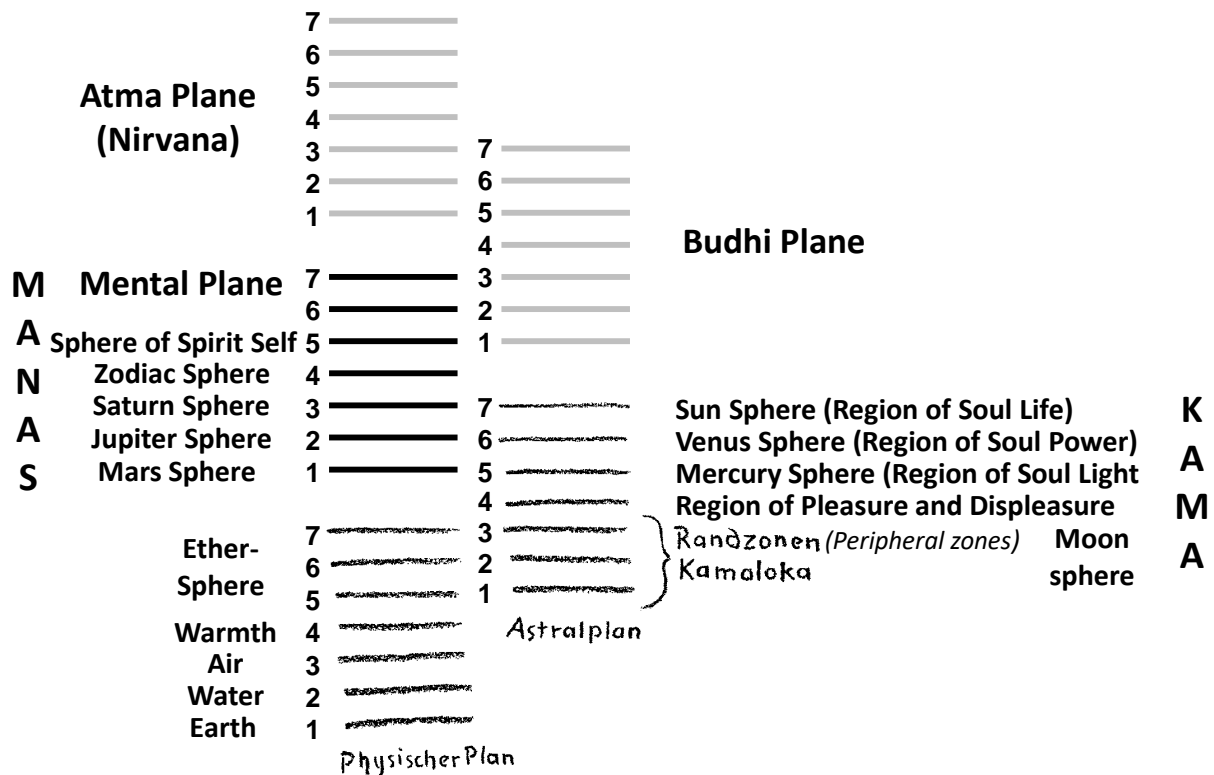 7
6
Atma Plane 5
(Nirvana) 4
3 7
2 6
1 5
4 Budhi Plane
M Mental Plane 7 3
6 2
A Sphere of Spirit Self 5 1
N Zodiac Sphere 4
Saturn Sphere 3 7 Sun Sphere (Region of Soul Life) K
A Jupiter Sphere 2 6 Venus Sphere (Region of Soul Power)
S Mars Sphere 1 5 Mercury Sphere (Region of Soul Light A
4 Region of Pleasure and Displeasure M
7 3 Randzonen (Peripheral zones) Moon
Ether- 6 2 Kamaloka sphere A
Sphere 5 1
Warmth 4 Astralplan
Air 3
Water 2
Earth 1
Physischer Plan